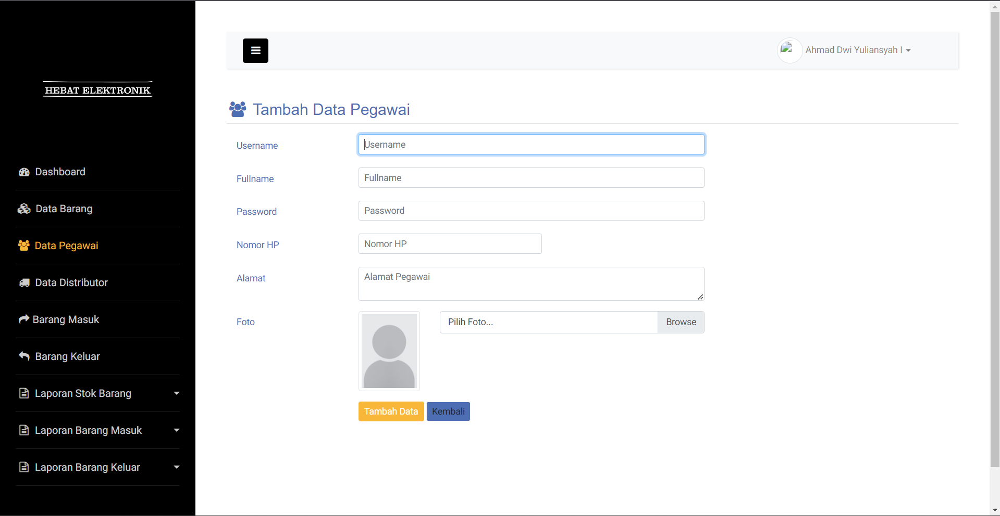 HEBAT ELEKTRONIK
Dashboard
Data Barang
Data Pegawai
Data Distributor
Barang Masuk
Barang Keluar
Laporan Stok Barang
Laporan Barang Masuk
Laporan Barang Keluar
Ahmad Dwi Yuliansyah I
Tambah Data Pegawai
Username
Username
Fullname
Fullname
Password
Password
Nomor HP
Nomor HP
Alamat
Alamat Pegawai
Foto
Pilih Foto...
Browse
Tambah Data
Kembali